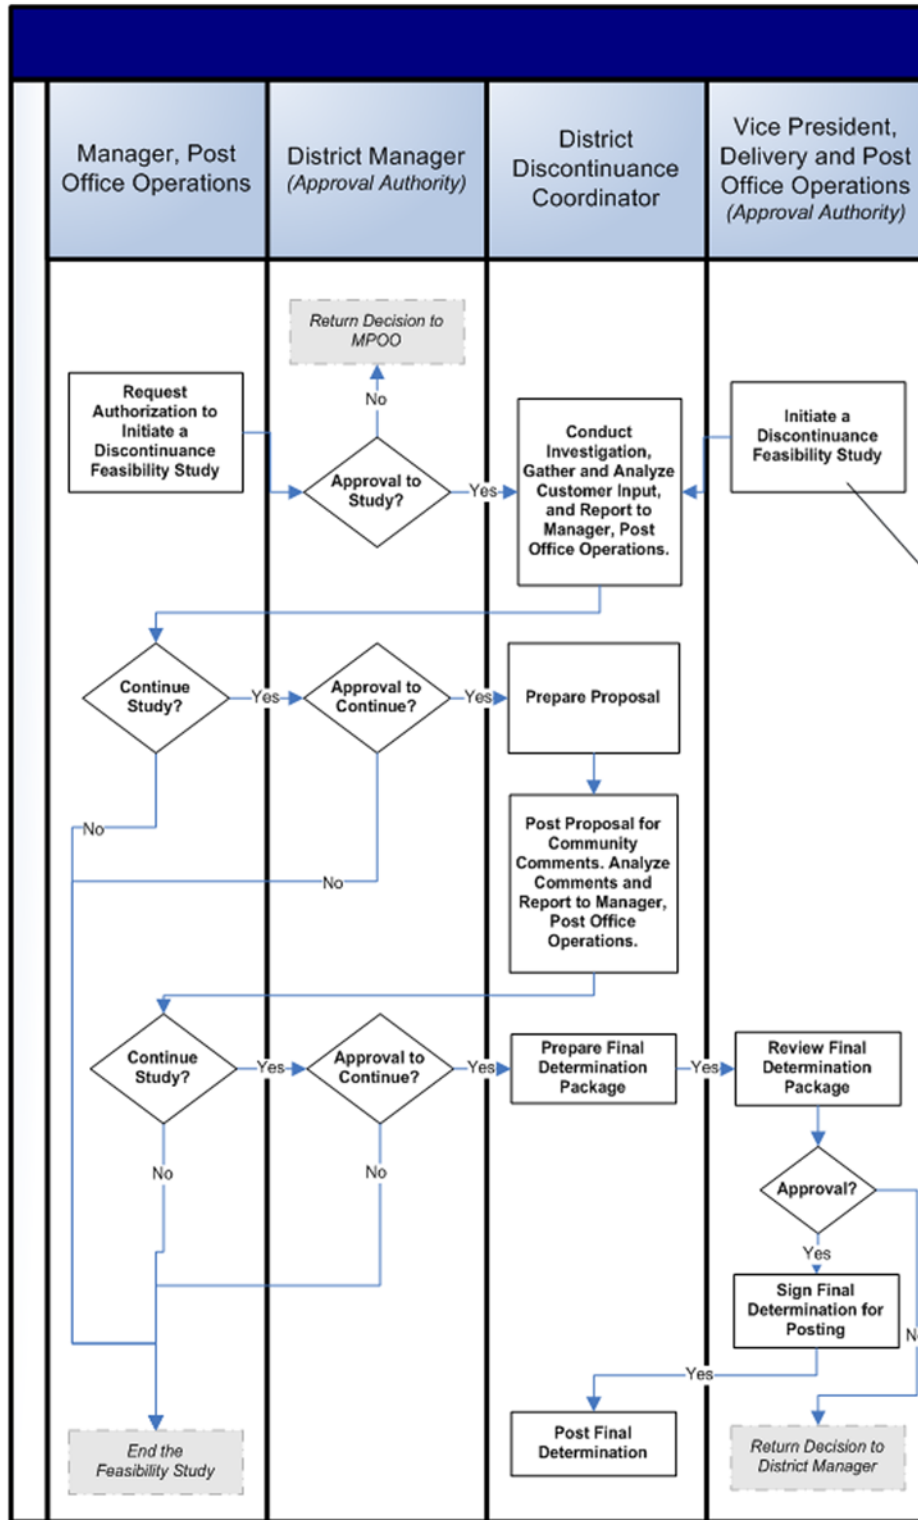 Manager, Post
Office Operations
District Manager
(Approval Authority)
District
Discontinuance
Coordinator
Vice President,
Delivery and Post
Office Operations
(Approval Authority)
Return Decision to
MPOO
No
Request
Authorization to
Initiate a
Discontinuance
Feasibility Study
Approval to
Study?
Yes
Conduct
Investigation,
Gather and Analyze
Customer Input,
and Report to
Manager, Post
Office Operations.
Initiate a
Discontinuance
Feasibility Study
Continue
Study?
Yes
Approval to
Continue?
Yes
Prepare Proposal
No
No
Post Proposal for
Community
Comments. Analyze
Comments and
Report to Manager,
Post Office
Operations.
Continue
Study?
Yes
Approval to
Continue?
Yes
Prepare Final
Determination
Package
Yes
Review Final
Determination
Package
No
No
Approval?
Yes
Sign Final
Determination for
Posting
Yes
Post Final
Determination
End the
Feasibility Study
Return Decision to
District Manager